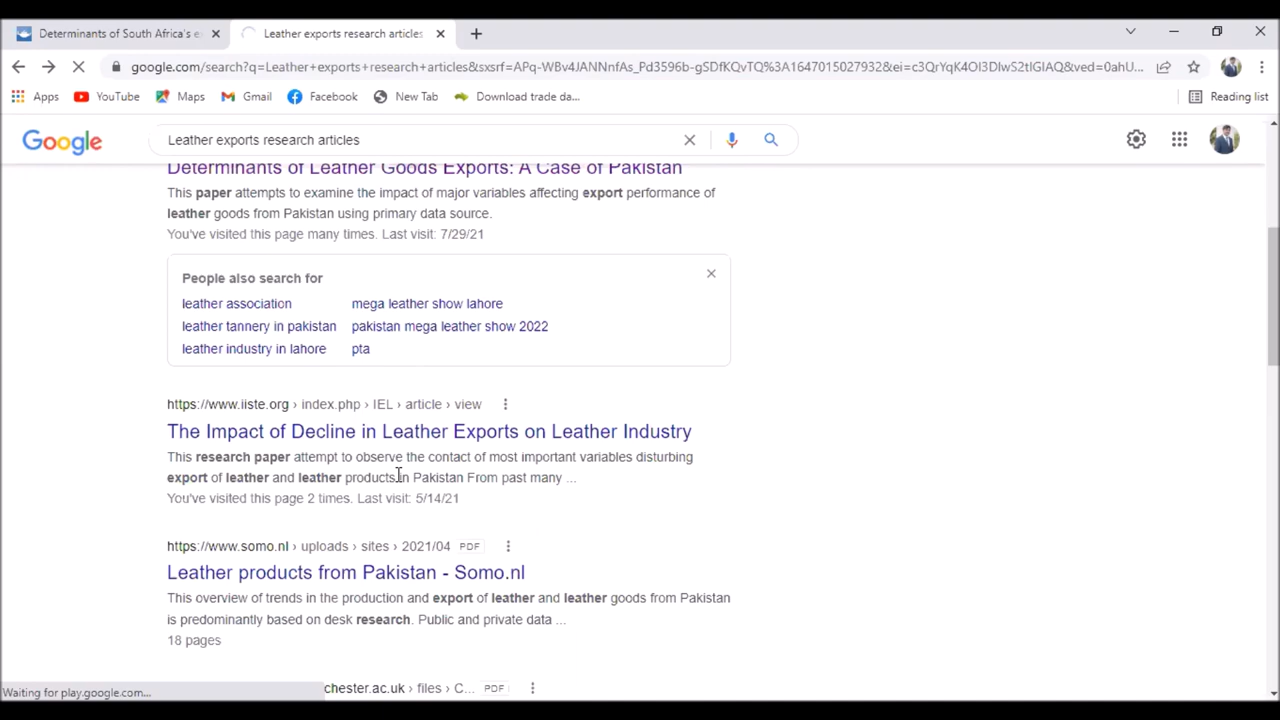 Determinants of South Africa's e
Leather exports research articles
google.com/search?q=Leather+exports+research+articles&sxsrf=APq-WBv4JANNnfAs_Pd3596b-gSDfKQvTQ%3A1647015027932&ei=c3QrYqK4OI3DlwS2tIGIAQ&ved=0ahU...
Apps YouTube Maps Gmail Facebook New Tab Download trade da... Reading list
Google Leather exports research articles
Determinants of Leather Goods Exports: A Case of Pakistan
This paper attempts to examine the impact of major variables affecting export performance of
leather goods from Pakistan using primary data source.
You've visited this page many times. Last visit: 7/29/21
People also search for
leather association mega leather show lahore
leather tannery in pakistan pakistan mega leather show 2022
leather industry in lahore pta
https://www.iiste.org › index.php › IEL › article › view
The Impact of Decline in Leather Exports on Leather Industry
This research paper attempt to observe the contact of most important variables disturbing
export of leather and leather products in Pakistan From past many ...
You've visited this page 2 times. Last visit: 5/14/21
https://www.somo.nl › uploads › sites › 2021/04 PDF
Leather products from Pakistan - Somo.nl
This overview of trends in the production and export of leather and leather goods from Pakistan
is predominantly based on desk research. Public and private data ...
18 pages
chester.ac.uk › files › C... PDF
Waiting for play.google.com...